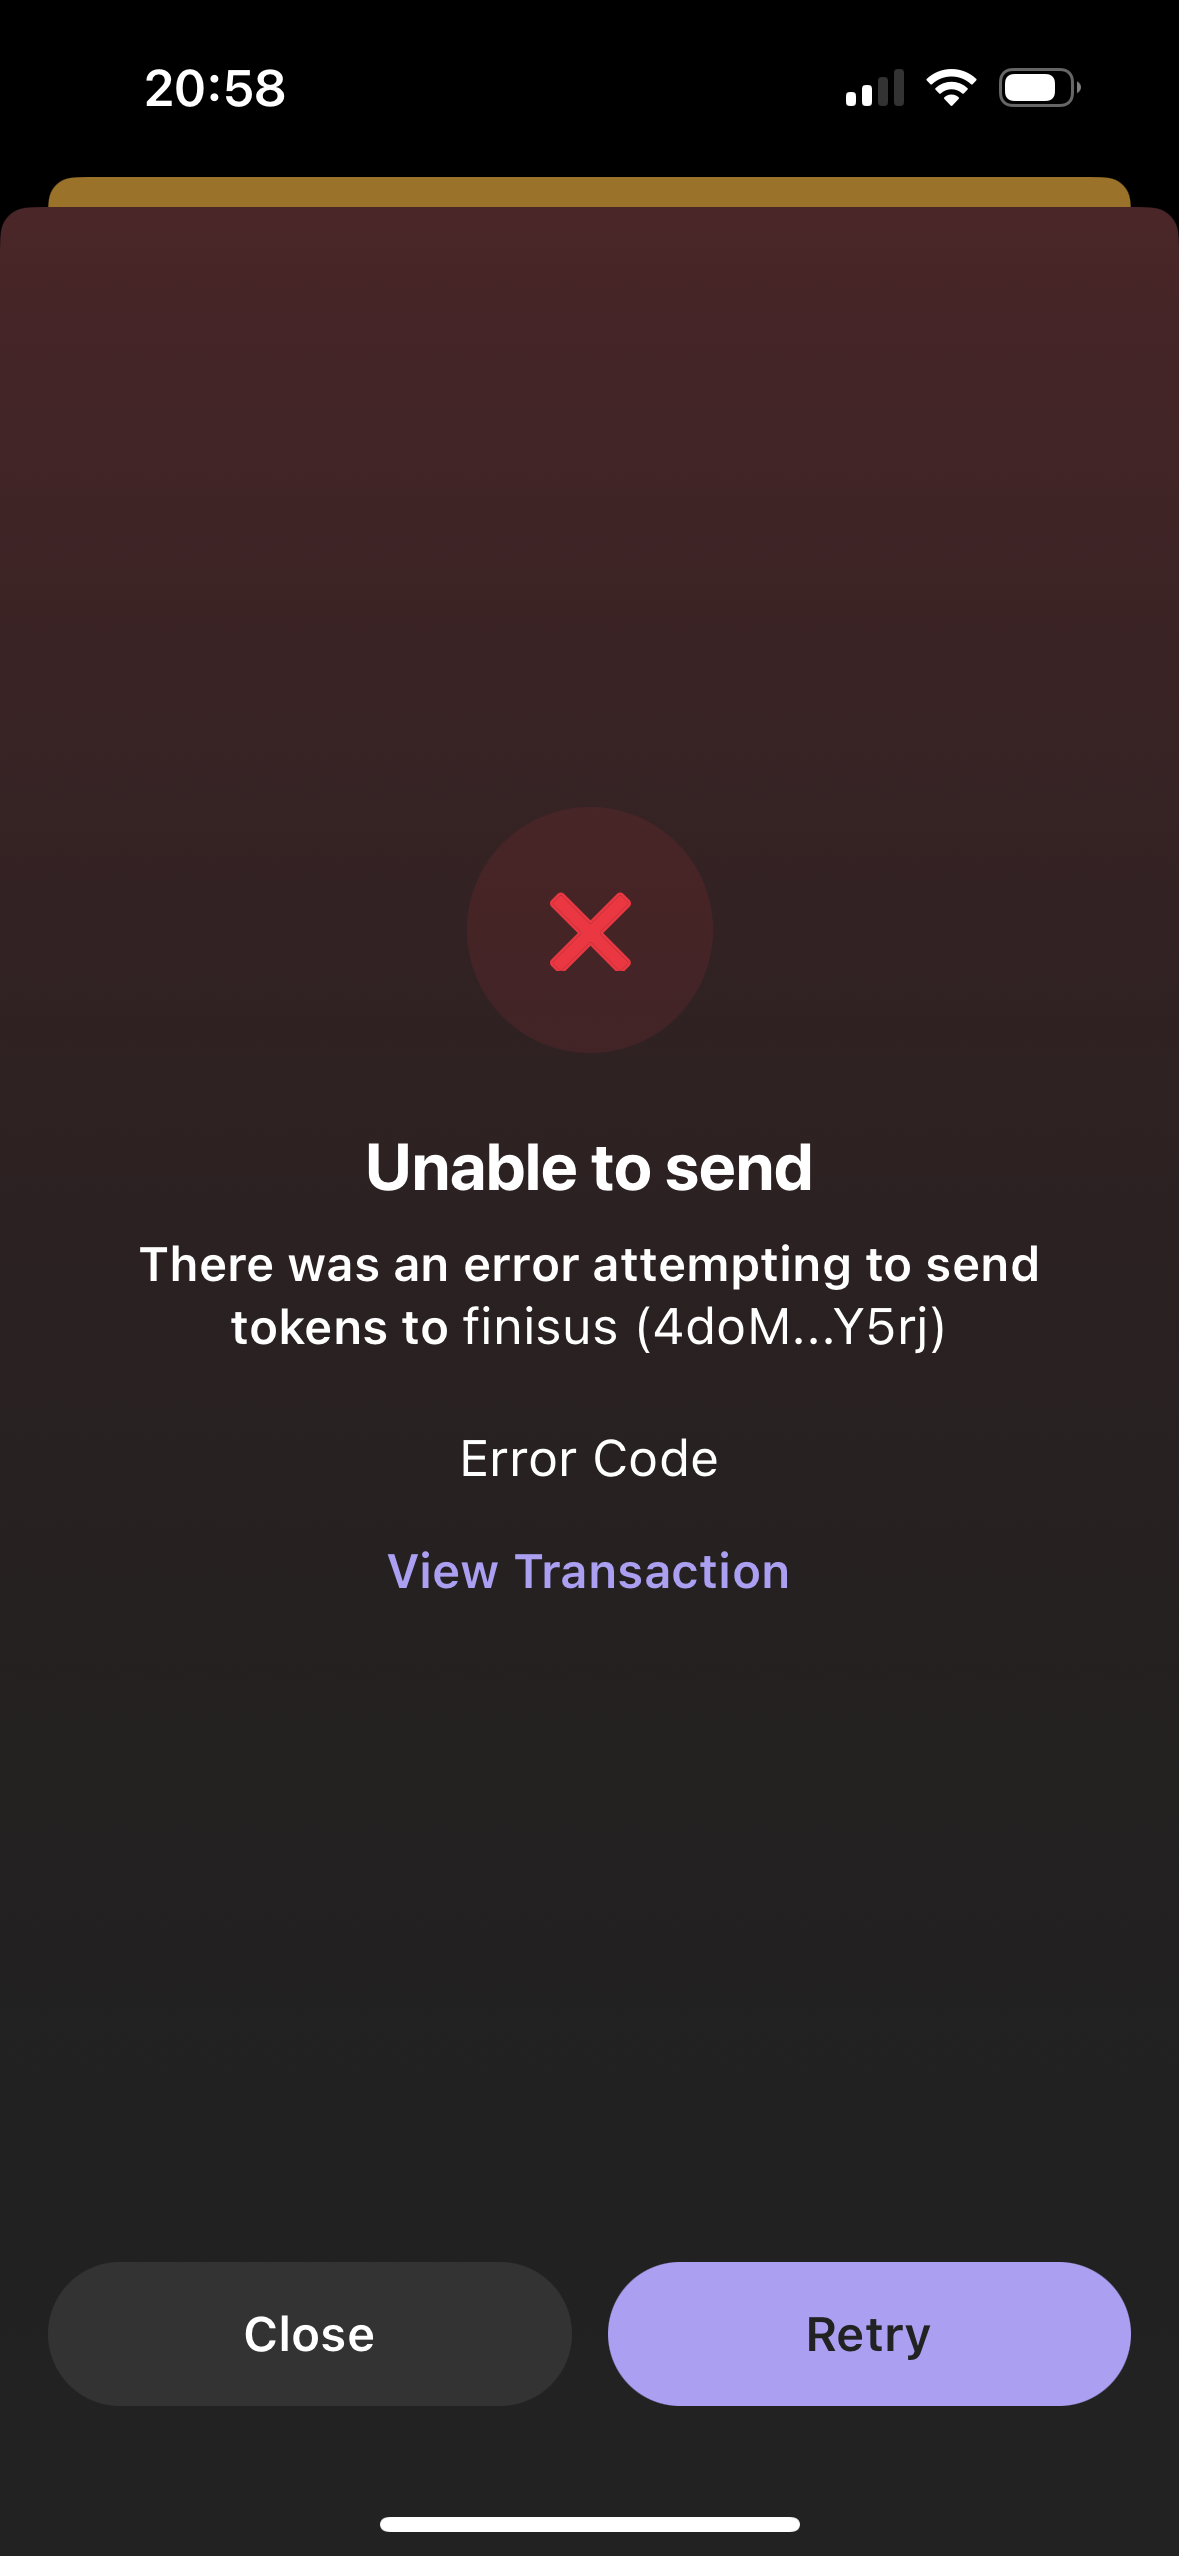 20:58
Unable to send
There was an error attempting to send
tokens to finisus (4doM...Y5rj)
Error Code
View Transaction
Close
Retry